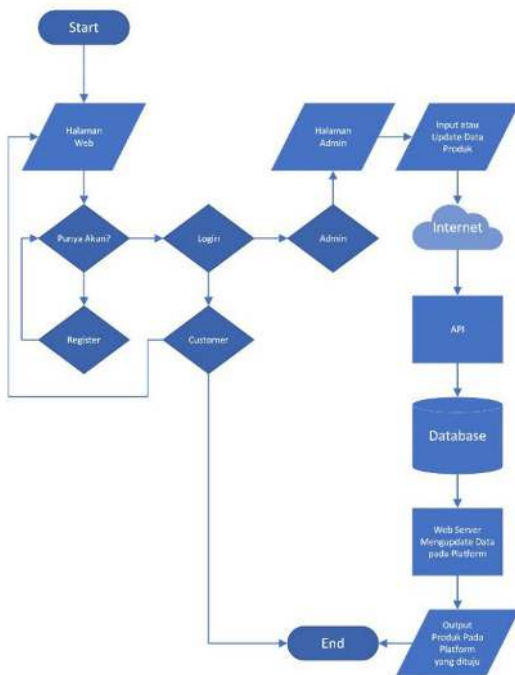 Start
Halaman
Web
Punya Akun?
Login
Admin
Halaman
Admin
Input atau
Update Data
Produk
Register
Customer
Internet
API
Database
Web Server
Mengupdate Data
pada Platform
Output
Produk Pada
Platform
yang dituju
End